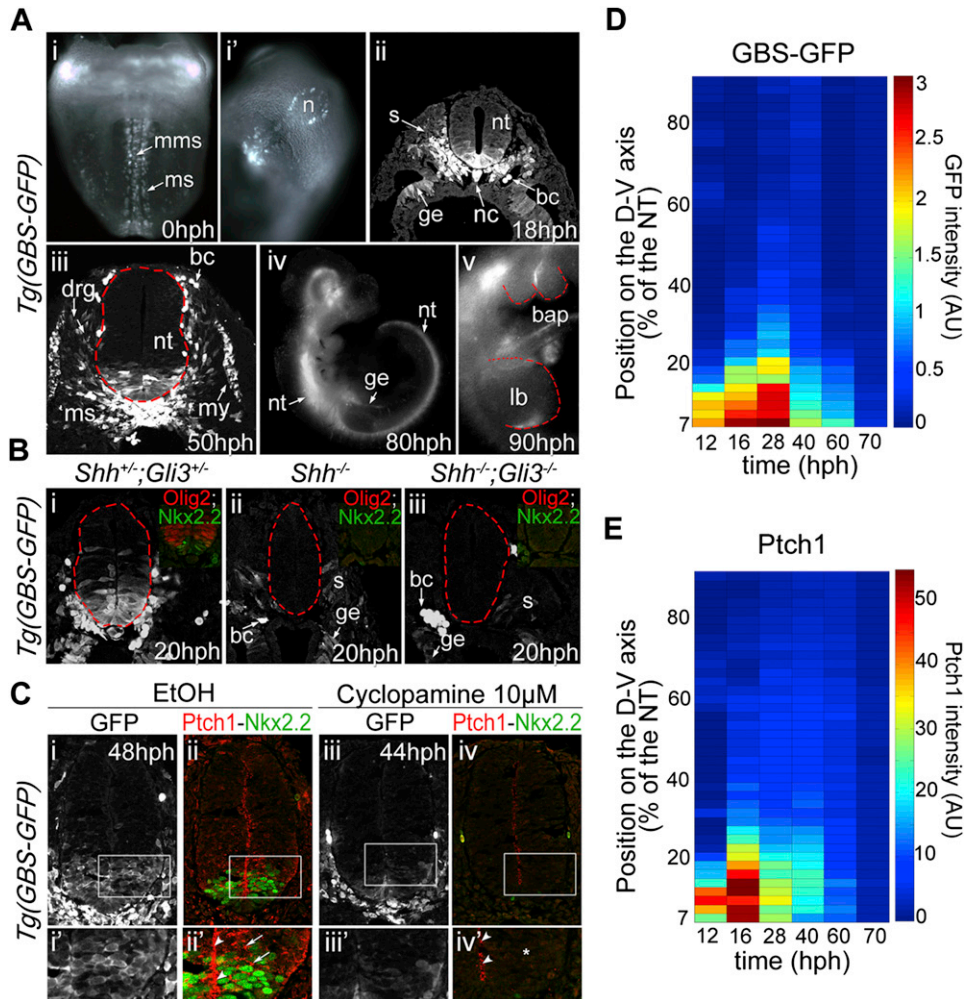 A
Tg(GBS-GFP)
i
mms
ms
0hph
i'
n
ii
s
nt
ge
nc
bc
18hph
iii
bc
drg
nt
ms
my
50hph
iv
nt
ge
nt
80hph
v
bap
lb
90hph
B
Tg(GBS-GFP)
Shh+/-;Gli3+/-
Shh-/-
Shh-/-;Gli3-/-
i
Olig2;
Nkx2.2
20hph
ii
Olig2;
Nkx2.2
s
bc
ge
20hph
iii
Olig2;
Nkx2.2
bc
s
ge
20hph
C
Tg(GBS-GFP)
EtOH
Cyclopamine 10µM
GFP
Ptch1-Nkx2.2
GFP
Ptch1-Nkx2.2
i
48hph
ii
iii
44hph
iv
i'
ii'
iii'
iv'
*
D
GBS-GFP
Position on the D-V axis
(% of the NT)
80
60
40
20
7
12 16 28 40 60 70
time (hph)
3
2.5
2
1.5
1
0.5
0
GFP intensity (AU)
E
Ptch1
Position on the D-V axis
(% of the NT)
80
60
40
20
7
12 16 28 40 60 70
time (hph)
50
40
30
20
10
0
Ptch1 intensity (AU)